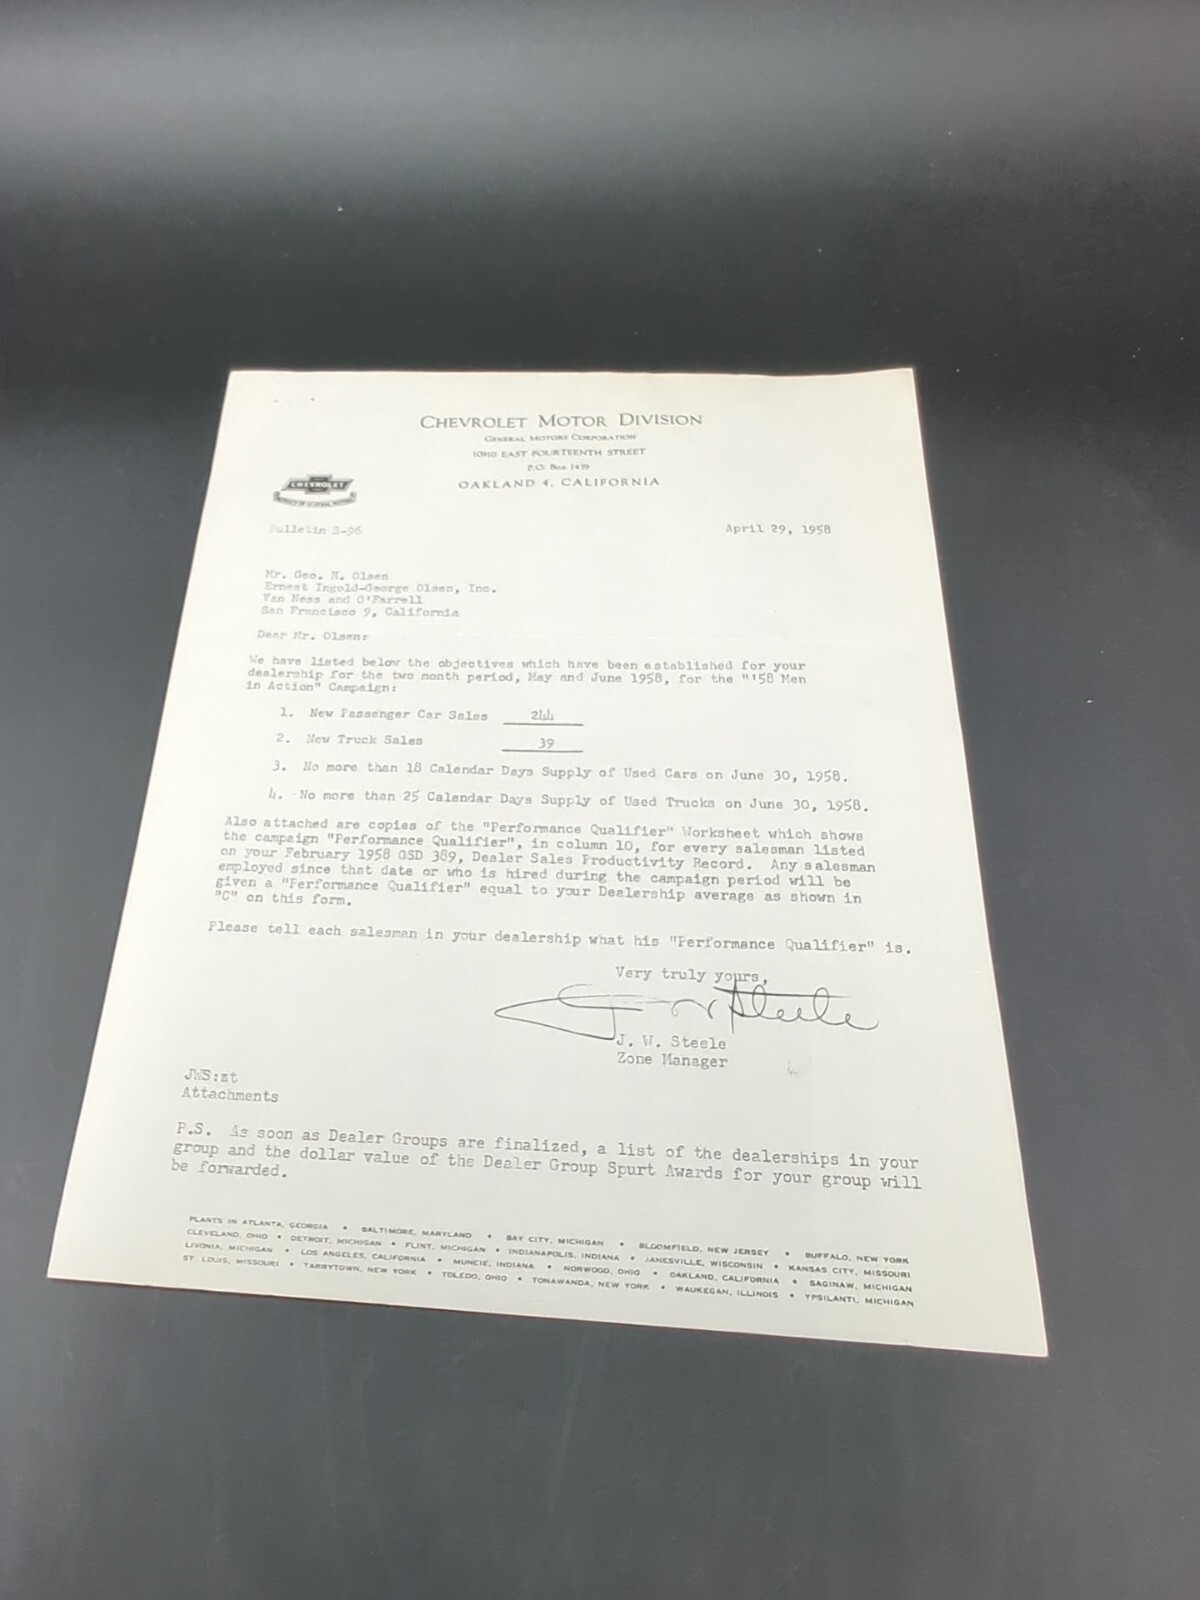 CHEVROLET MOTOR DIVISION
GENERAL MOTORS CORPORATION
10910 EAST FOURTEENTH STREET
P.O. Box 1439
OAKLAND 4, CALIFORNIA
CHEVROLET
PRODUCT OF GENERAL MOTORS
Bulletin S-96
April 29, 1958
Mr. Geo. H. Olsen
Ernest Ingold-George Olsen, Inc.
Van Ness and O'Farrell
San Francisco 9, California
Dear Mr. Olsen:
We have listed below the objectives which have been established for your
dealership for the two month period, May and June 1958, for the "'58 Men
in Action" Campaign:
1. New Passenger Car Sales 244
2. New Truck Sales 39
3. No more than 18 Calendar Days Supply of Used Cars on June 30, 1958.
4. No more than 25 Calendar Days Supply of Used Trucks on June 30, 1958.
Also attached are copies of the "Performance Qualifier" Worksheet which shows
the campaign "Performance Qualifier", in column 10, for every salesman listed
on your February 1958 OSD 389, Dealer Sales Productivity Record. Any salesman
employed since that date or who is hired during the campaign period will be
given a "Performance Qualifier" equal to your Dealership average as shown in
"C" on this form.
Please tell each salesman in your dealership what his "Performance Qualifier" is.
Very truly yours,
J W Steele
J. W. Steele
Zone Manager
JWS:st
Attachments
P.S. As soon as Dealer Groups are finalized, a list of the dealerships in your
group and the dollar value of the Dealer Group Spurt Awards for your group will
be forwarded.
PLANTS IN ATLANTA, GEORGIA • BALTIMORE, MARYLAND • BAY CITY, MICHIGAN • BLOOMFIELD, NEW JERSEY • BUFFALO, NEW YORK
CLEVELAND, OHIO • DETROIT, MICHIGAN • FLINT, MICHIGAN • INDIANAPOLIS, INDIANA • JANESVILLE, WISCONSIN • KANSAS CITY, MISSOURI
LIVONIA, MICHIGAN • LOS ANGELES, CALIFORNIA • MUNCIE, INDIANA • NORWOOD, OHIO • OAKLAND, CALIFORNIA • SAGINAW, MICHIGAN
ST. LOUIS, MISSOURI • TARRYTOWN, NEW YORK • TOLEDO, OHIO • TONAWANDA, NEW YORK • WAUKEGAN, ILLINOIS • YPSILANTI, MICHIGAN